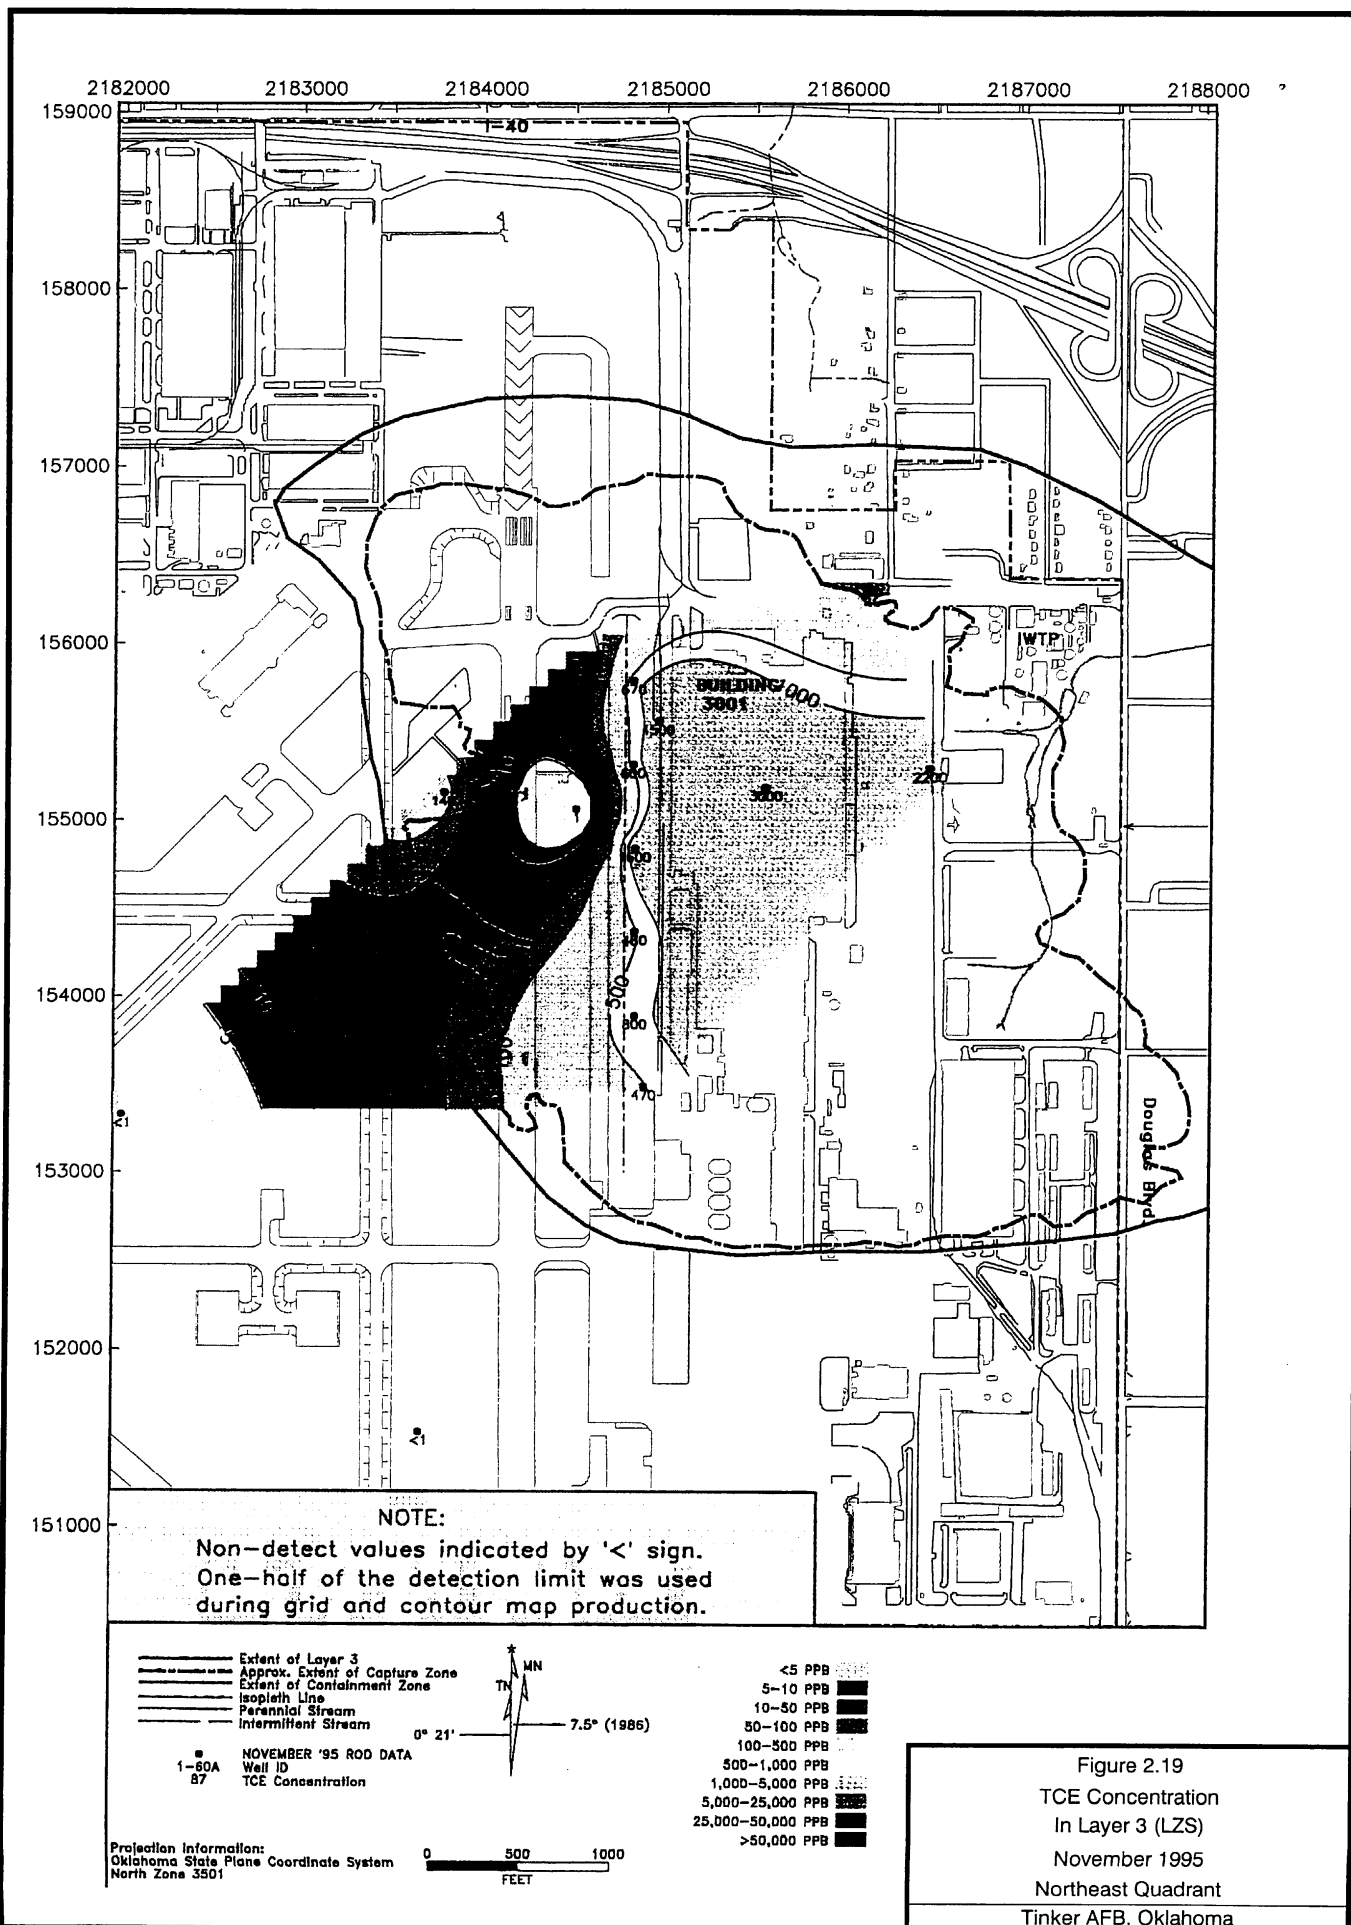 2182000 2183000 2184000 2185000 2186000 2187000 2188000 ?
159000
I-40
158000
157000
156000
IWTP
670
BUILDING
3001
1000
1500
2200
14
3000
155000
154000
500
800
470
<1
153000
Douglas Blvd.
152000
<1
151000
NOTE:
Non-detect values indicated by '<' sign.
One-half of the detection limit was used
during grid and contour map production.
Extent of Layer 3
Approx. Extent of Capture Zone
Extent of Containment Zone
Isopleth Line
Perennial Stream
Intermittent Stream
NOVEMBER '95 ROD DATA
1-60A Well ID
87 TCE Concentration
MN
TN
0° 21'
7.5° (1986)
<5 PPB
5-10 PPB
10-50 PPB
50-100 PPB
100-500 PPB
500-1,000 PPB
1,000-5,000 PPB
5,000-25,000 PPB
25,000-50,000 PPB
>50,000 PPB
Projection Information:
Oklahoma State Plane Coordinate System
North Zone 3501
0 500 1000
FEET
Figure 2.19
TCE Concentration
In Layer 3 (LZS)
November 1995
Northeast Quadrant
Tinker AFB, Oklahoma